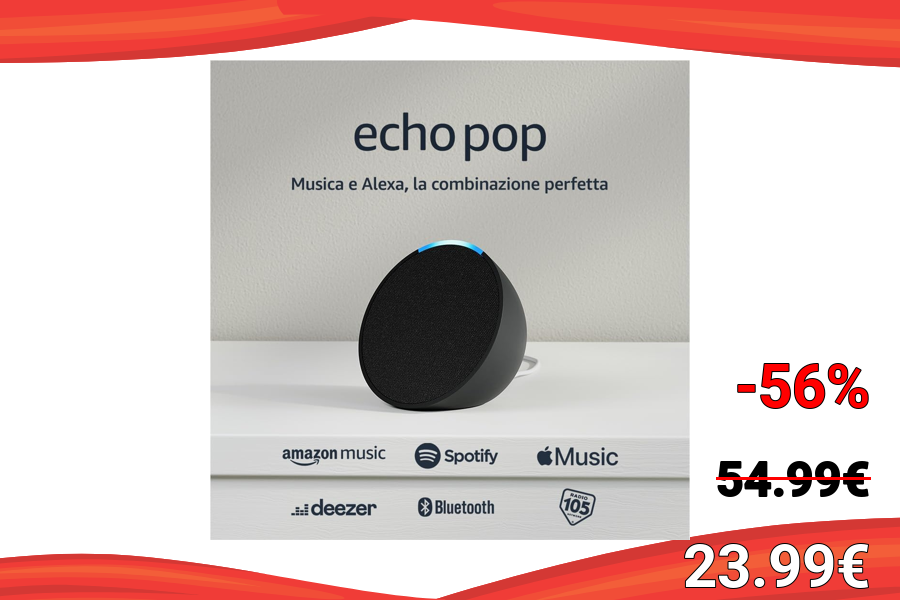 echo pop
Musica e Alexa, la combinazione perfetta
-56%
54.99€
amazon music
Spotify
Music
deezer
Bluetooth
RADIO
105
23.99€